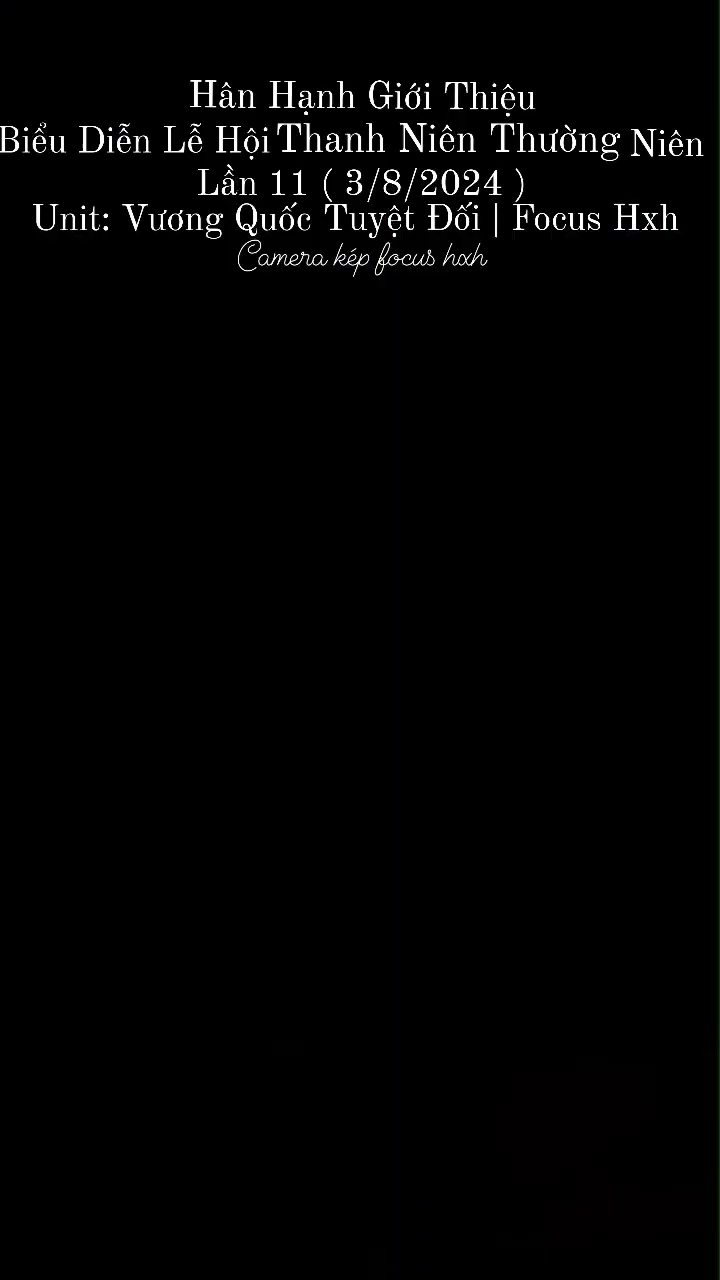 Hân Hạnh Giới Thiệu
Biểu Diễn Lễ Hội Thanh Niên Thường Niên
Lần 11 ( 3/8/2024 )
Unit: Vương Quốc Tuyệt Đối | Focus Hxh
Camera kép focus hxh